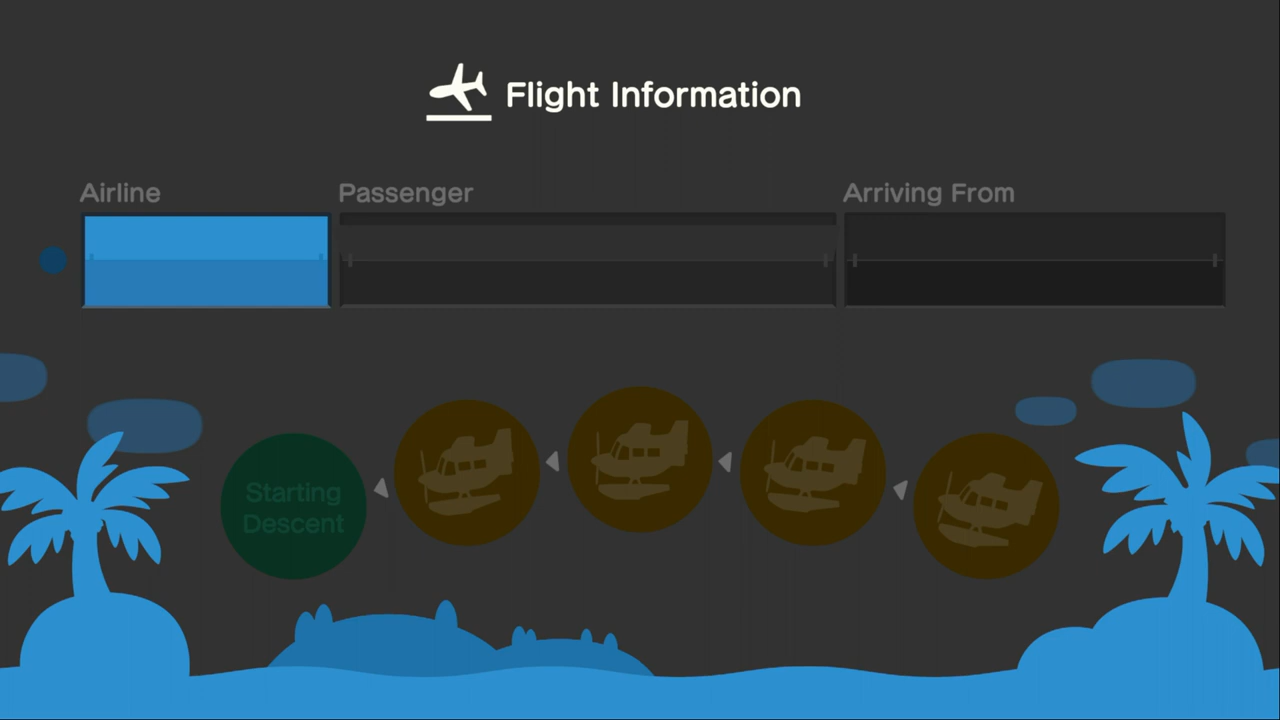 Flight Information
Airline
Passenger
Arriving From
Starting
Descent